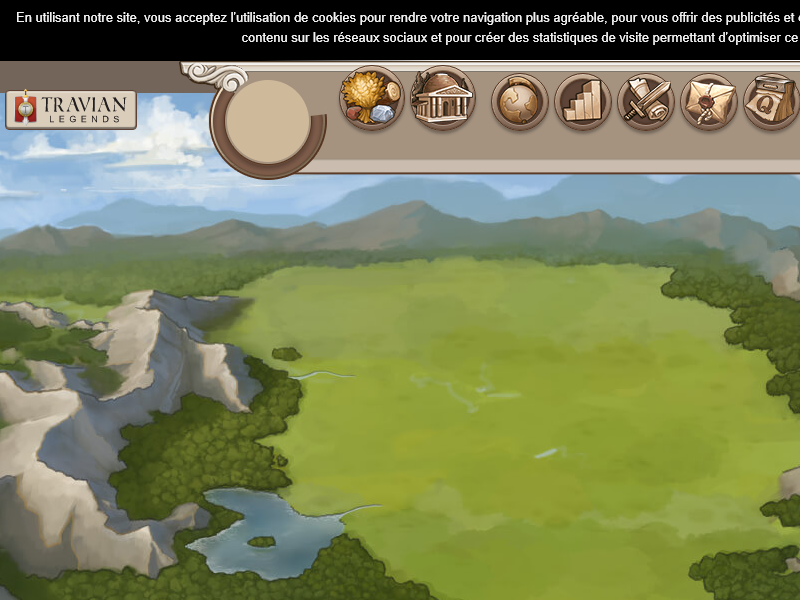 En utilisant notre site, vous acceptez l'utilisation de cookies pour rendre votre navigation plus agréable, pour vous offrir des publicités et
contenu sur les réseaux sociaux et pour créer des statistiques de visite permettant d'optimiser ce
TRAVIAN
LEGENDS
Q